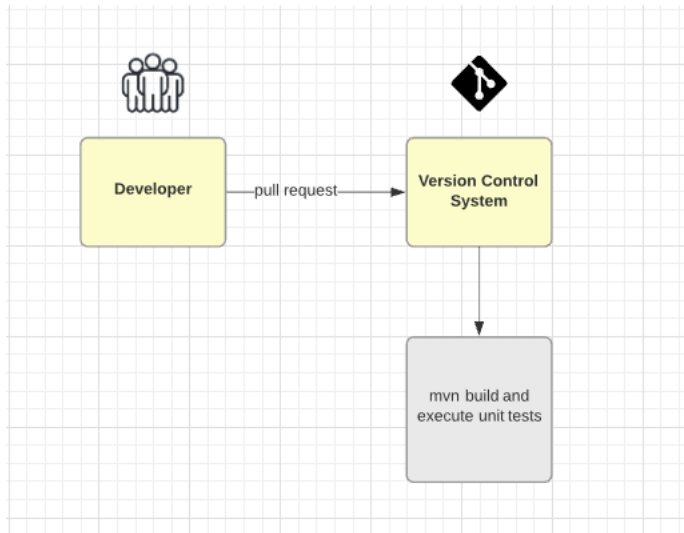 Developer
pull request
Version Control
System
mvn build and
execute unit tests